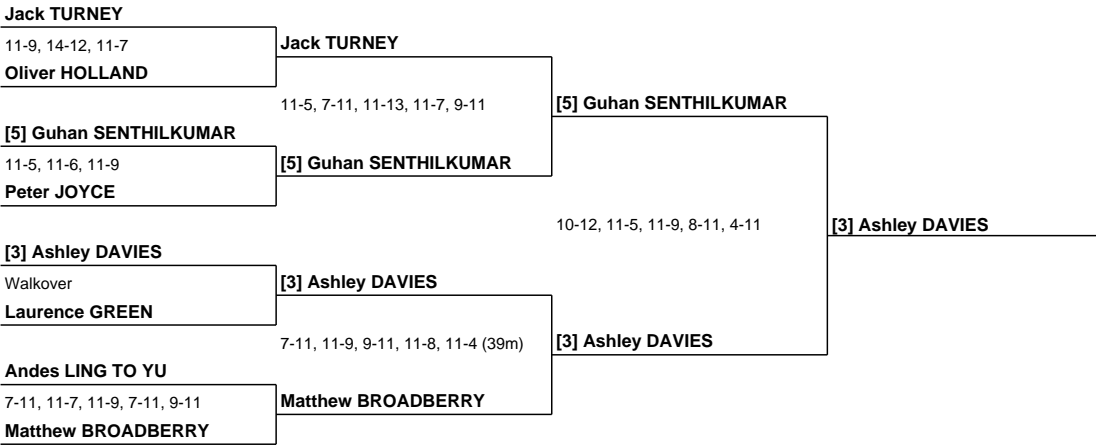 Jack TURNEY
11-9, 14-12, 11-7
Oliver HOLLAND
Jack TURNEY
11-5, 7-11, 11-13, 11-7, 9-11
[5] Guhan SENTHILKUMAR
[5] Guhan SENTHILKUMAR
11-5, 11-6, 11-9
Peter JOYCE
[5] Guhan SENTHILKUMAR
10-12, 11-5, 11-9, 8-11, 4-11
[3] Ashley DAVIES
[3] Ashley DAVIES
Walkover
Laurence GREEN
[3] Ashley DAVIES
7-11, 11-9, 9-11, 11-8, 11-4 (39m)
[3] Ashley DAVIES
Andes LING TO YU
7-11, 11-7, 11-9, 7-11, 9-11
Matthew BROADBERRY
Matthew BROADBERRY